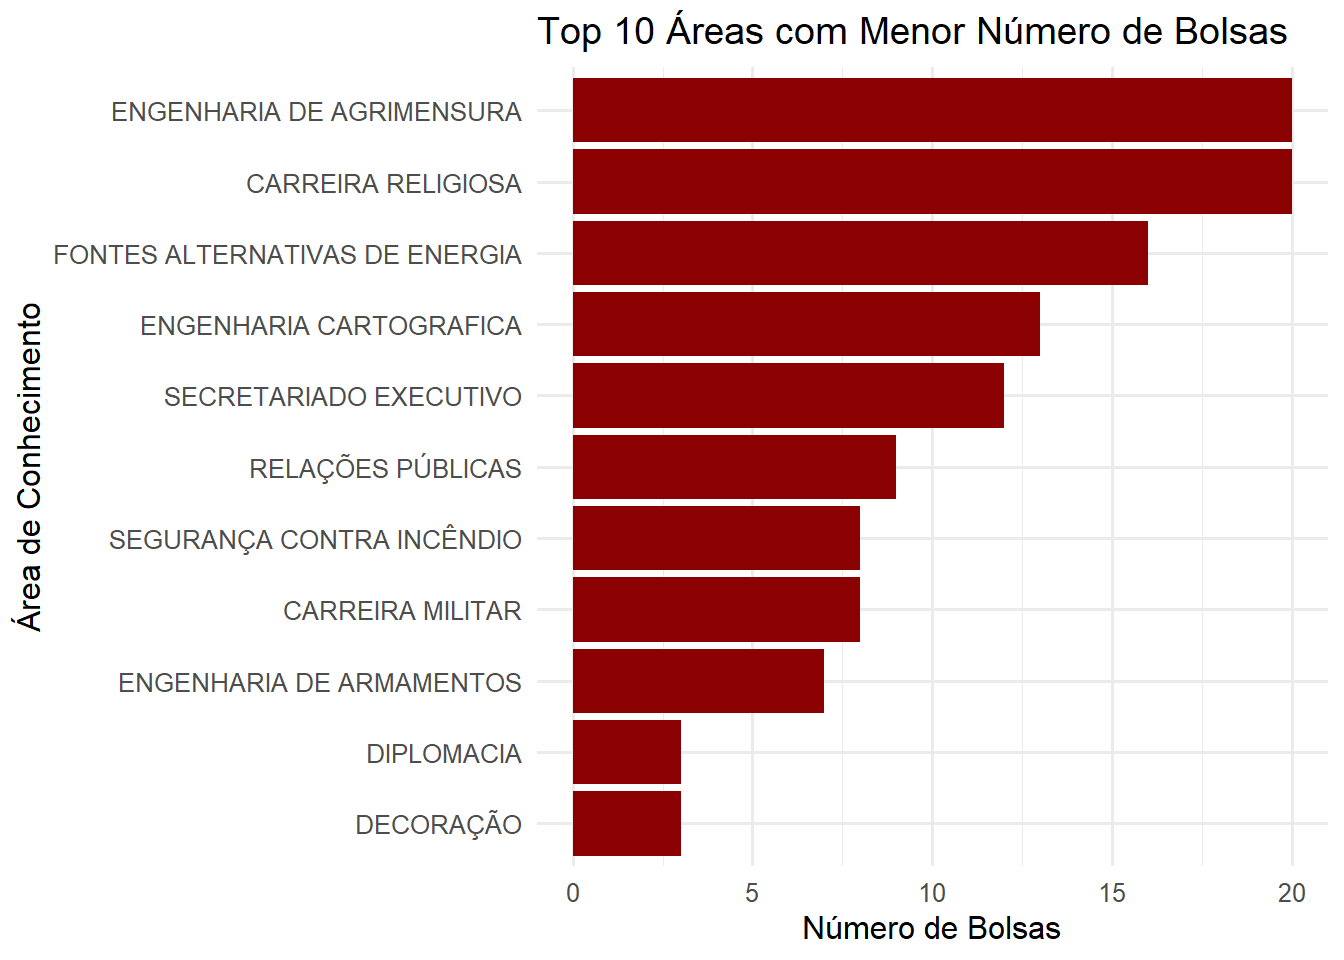 Top 10 Áreas com Menor Número de Bolsas
Área de Conhecimento
ENGENHARIA DE AGRIMENSURA
CARREIRA RELIGIOSA
FONTES ALTERNATIVAS DE ENERGIA
ENGENHARIA CARTOGRAFICA
SECRETARIADO EXECUTIVO
RELAÇÕES PÚBLICAS
SEGURANÇA CONTRA INCÊNDIO
CARREIRA MILITAR
ENGENHARIA DE ARMAMENTOS
DIPLOMACIA
DECORAÇÃO
0 5 10 15 20
Número de Bolsas